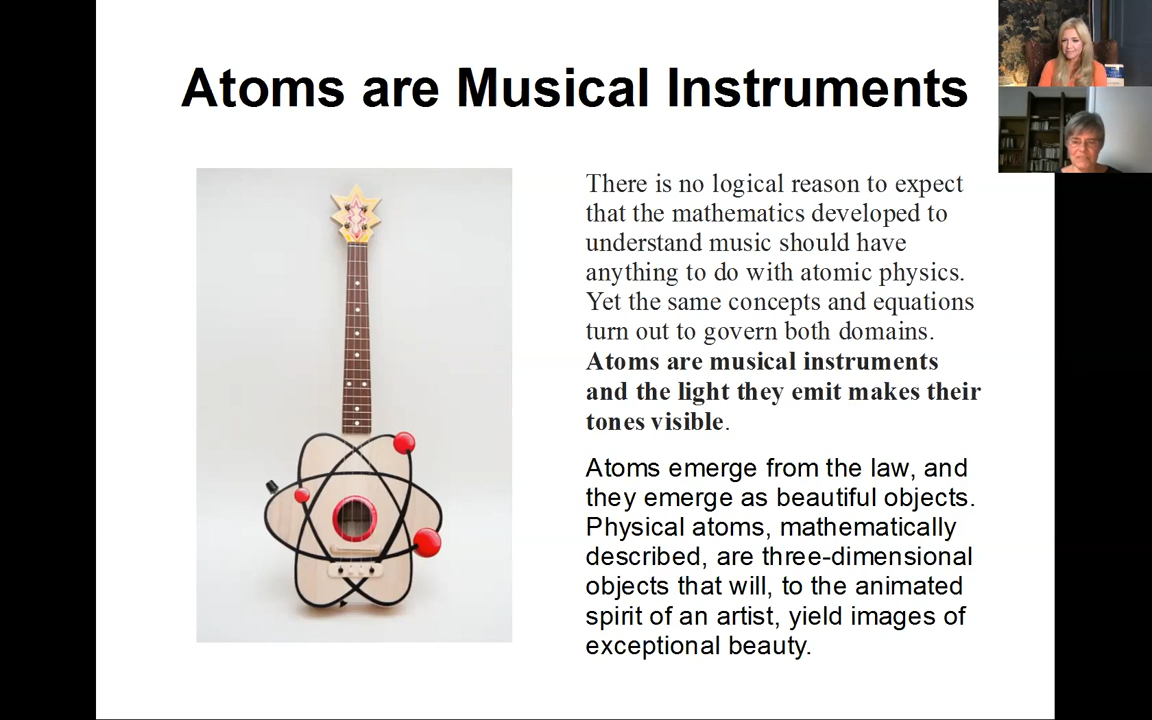 Atoms are Musical Instruments
There is no logical reason to expect
that the mathematics developed to
understand music should have
anything to do with atomic physics.
Yet the same concepts and equations
turn out to govern both domains.
Atoms are musical instruments
and the light they emit makes their
tones visible.
Atoms emerge from the law, and
they emerge as beautiful objects.
Physical atoms, mathematically
described, are three-dimensional
objects that will, to the animated
spirit of an artist, yield images of
exceptional beauty.